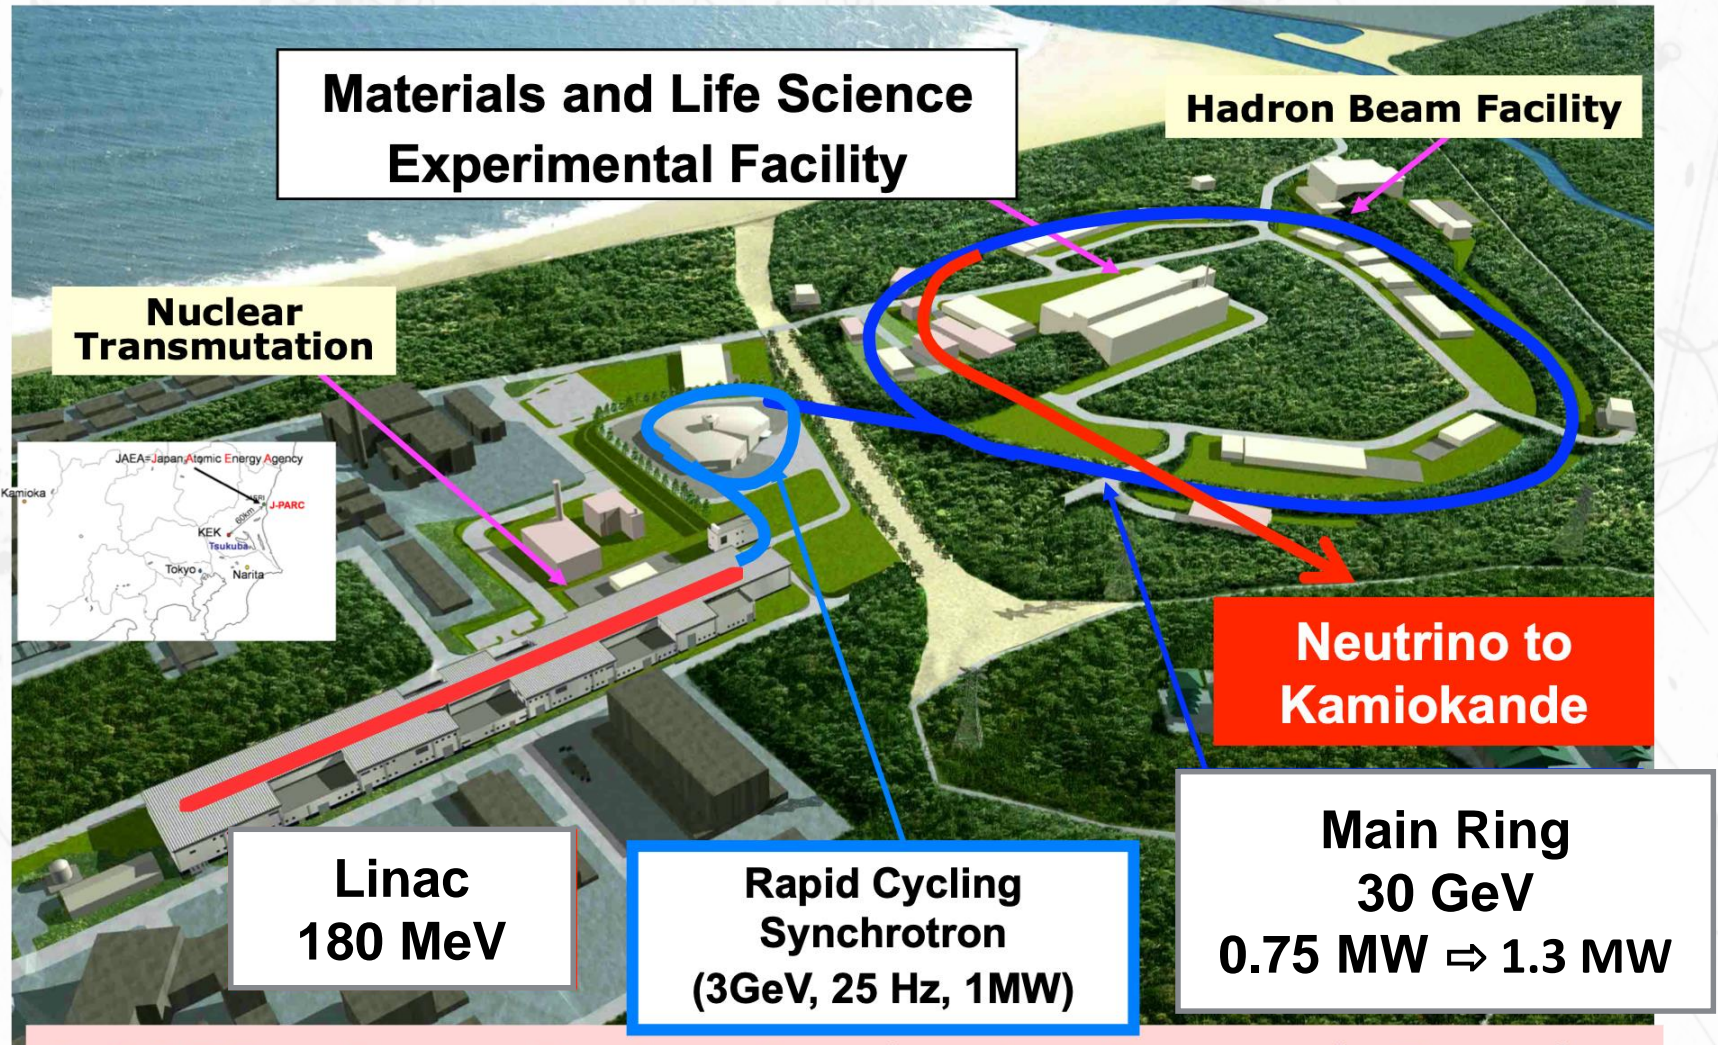 Materials and Life Science
Experimental Facility
Hadron Beam Facility
Nuclear
Transmutation
JAEA=Japan Atomic Energy Agency
Kamioka
JAERI
J-PARC
60km
KEK
Tsukuba
Tokyo
Narita
Neutrino to
Kamiokande
Linac
180 MeV
Rapid Cycling
Synchrotron
(3GeV, 25 Hz, 1MW)
Main Ring
30 GeV
0.75 MW ⇨ 1.3 MW